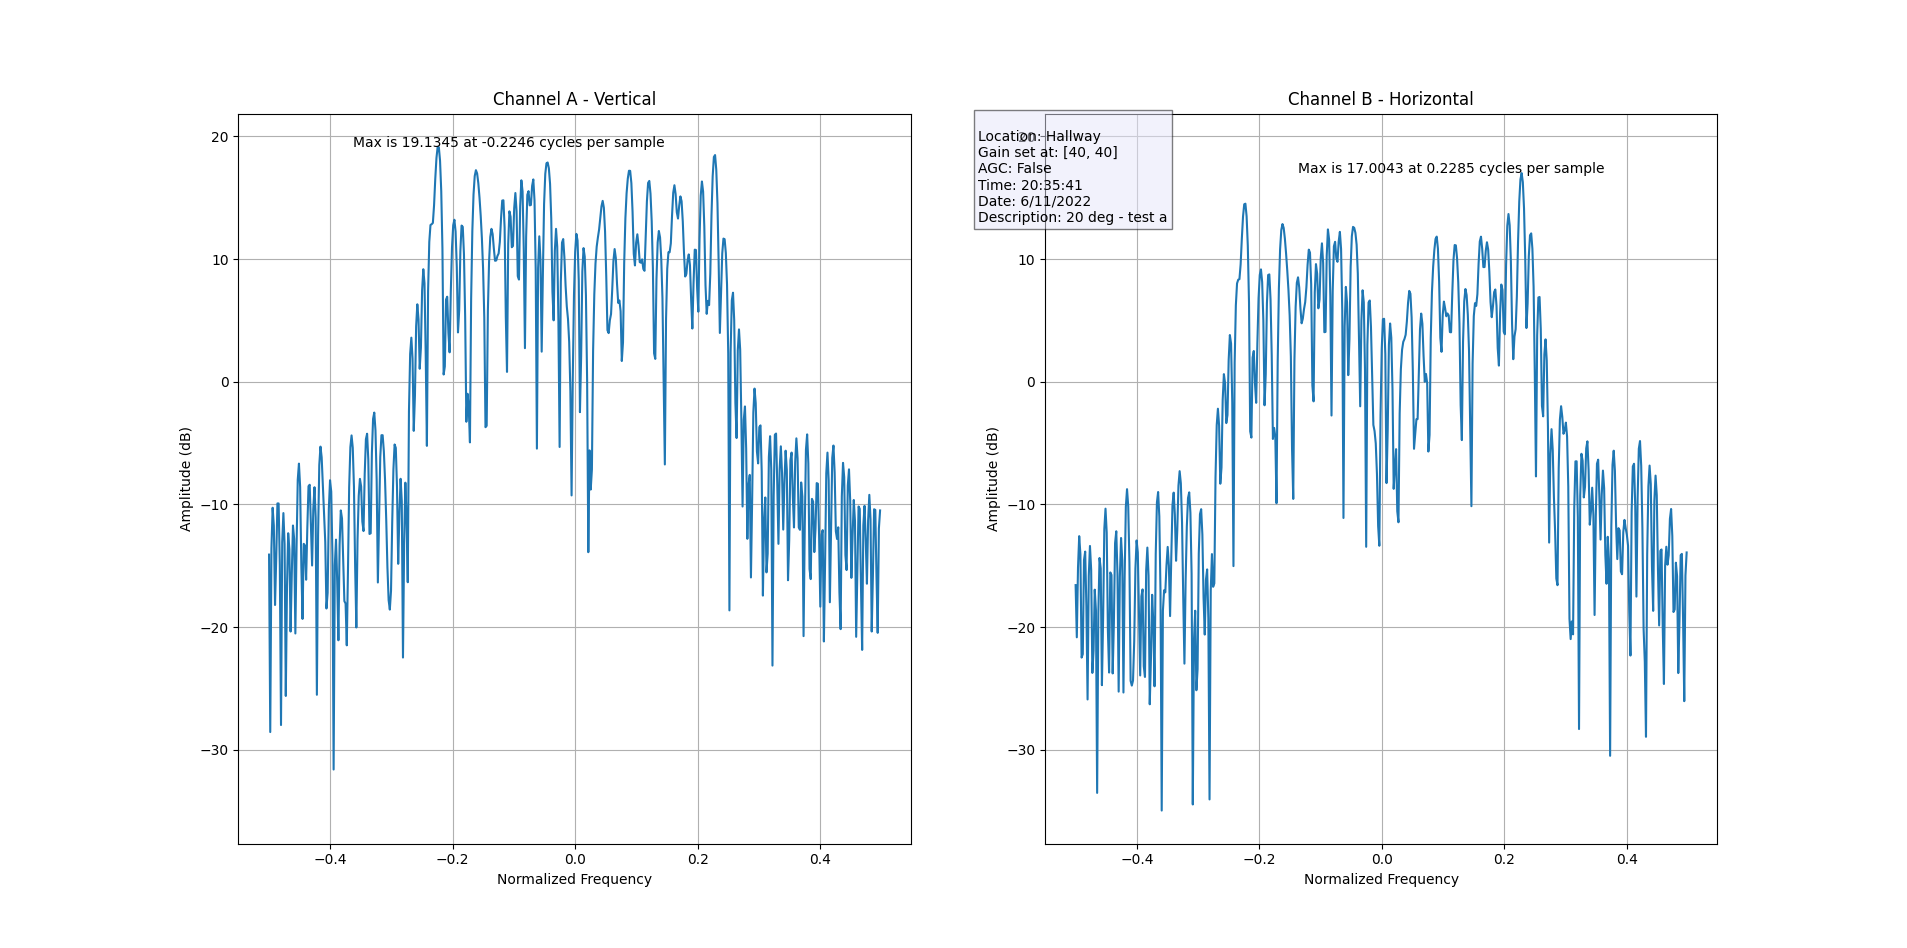 Channel A - Vertical
Max is 19.1345 at -0.2246 cycles per sample
20
10
0
−10
−20
−30
Amplitude (dB)
−0.4 −0.2 0.0 0.2 0.4
Normalized Frequency
Channel B - Horizontal
Location: Hallway
Gain set at: [40, 40]
AGC: False
Time: 20:35:41
Date: 6/11/2022
Description: 20 deg - test a
Max is 17.0043 at 0.2285 cycles per sample
20
10
0
−10
−20
−30
Amplitude (dB)
−0.4 −0.2 0.0 0.2 0.4
Normalized Frequency